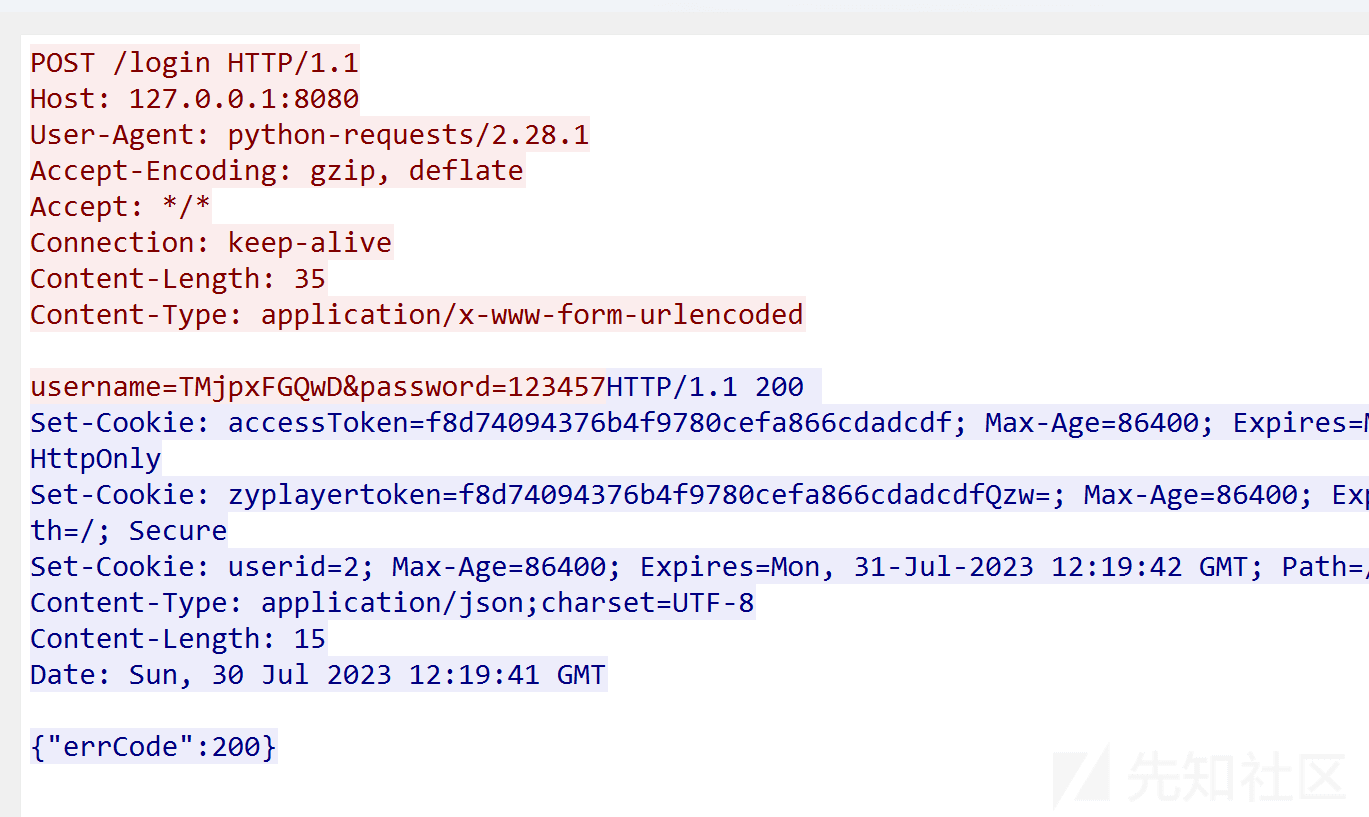 POST /login HTTP/1.1
Host: 127.0.0.1:8080
User-Agent: python-requests/2.28.1
Accept-Encoding: gzip, deflate
Accept: */*
Connection: keep-alive
Content-Length: 35
Content-Type: application/x-www-form-urlencoded
username=TMjpxFGQwD&password=123457HTTP/1.1 200
Set-Cookie: accessToken=f8d74094376b4f9780cefa866cdadcdf; Max-Age=86400; Expires=M
HttpOnly
Set-Cookie: zyplayertoken=f8d74094376b4f9780cefa866cdadcdfQzw=; Max-Age=86400; Exp
th=/; Secure
Set-Cookie: userid=2; Max-Age=86400; Expires=Mon, 31-Jul-2023 12:19:42 GMT; Path=/
Content-Type: application/json;charset=UTF-8
Content-Length: 15
Date: Sun, 30 Jul 2023 12:19:41 GMT
{"errCode":200}
先知社区